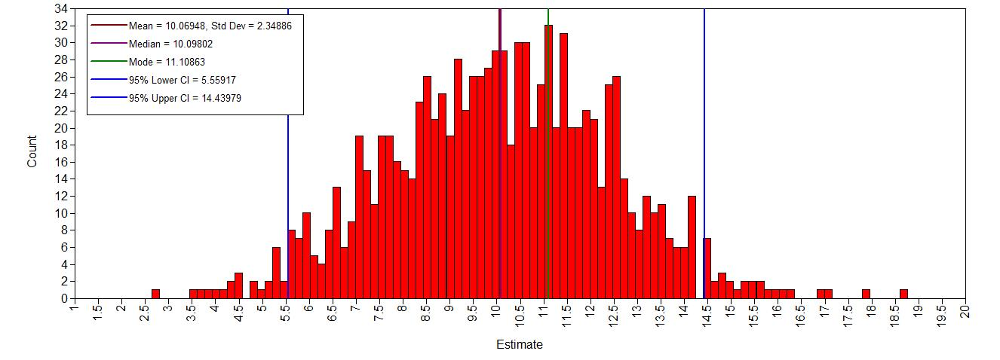 34
32
30
28
26
24
22
20
18
16
14
12
10
8
6
4
2
0
Count
Mean = 10.06948, Std Dev = 2.34886
Median = 10.09802
Mode = 11.10863
95% Lower CI = 5.55917
95% Upper CI = 14.43979
1 1.5 2 2.5 3 3.5 4 4.5 5 5.5 6 6.5 7 7.5 8 8.5 9 9.5 10 10.5 11 11.5 12 12.5 13 13.5 14 14.5 15 15.5 16 16.5 17 17.5 18 18.5 19 19.5 20
Estimate